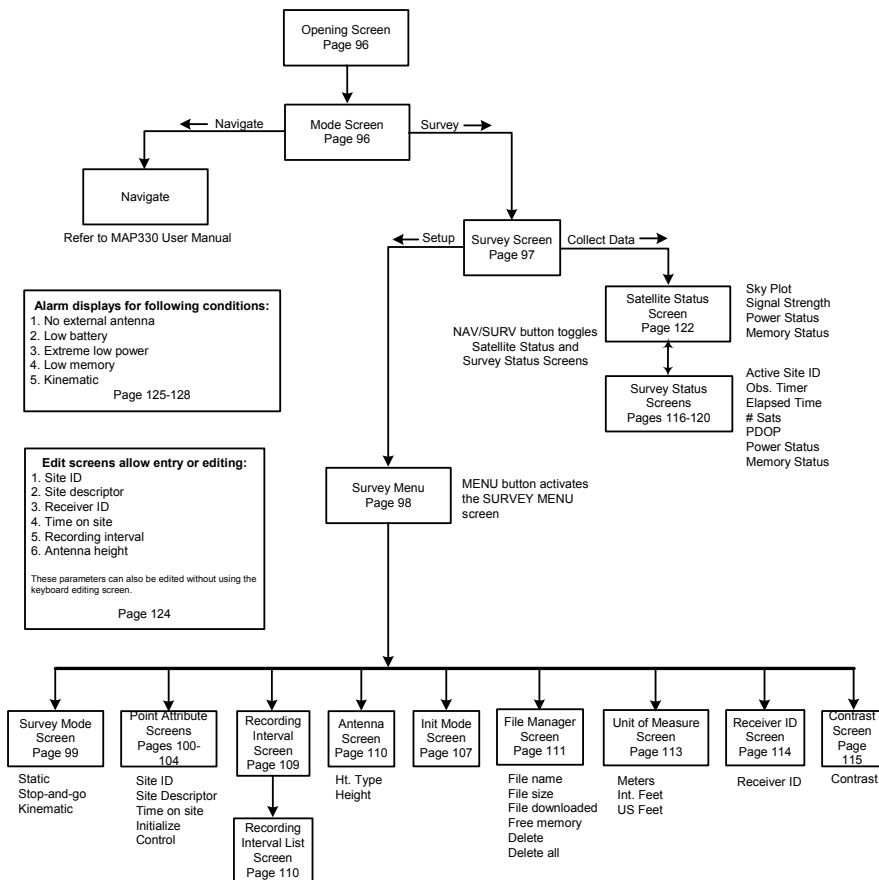 Opening Screen
Page 96
Navigate
Mode Screen
Page 96
Survey
Navigate
Refer to MAP330 User Manual
Setup
Survey Screen
Page 97
Collect Data
Alarm displays for following conditions:
1. No external antenna
2. Low battery
3. Extreme low power
4. Low memory
5. Kinematic
Page 125-128
NAV/SURV button toggles
Satellite Status and
Survey Status Screens
Satellite Status
Screen
Page 122
Sky Plot
Signal Strength
Power Status
Memory Status
Survey Status
Screens
Pages 116-120
Active Site ID
Obs. Timer
Elapsed Time
# Sats
PDOP
Power Status
Memory Status
Edit screens allow entry or editing:
1. Site ID
2. Site descriptor
3. Receiver ID
4. Time on site
5. Recording interval
6. Antenna height
These parameters can also be edited without using the
keyboard editing screen.
Page 124
Survey Menu
Page 98
MENU button activates
the SURVEY MENU
screen
Survey Mode
Screen
Page 99
Static
Stop-and-go
Kinematic
Point Attribute
Screens
Pages 100-
104
Site ID
Site Descriptor
Time on site
Initialize
Control
Recording
Interval
Screen
Page 109
Recording
Interval List
Screen
Page 110
Antenna
Screen
Page 110
Ht. Type
Height
Init Mode
Screen
Page 107
File Manager
Screen
Page 111
File name
File size
File downloaded
Free memory
Delete
Delete all
Unit of Measure
Screen
Page 113
Meters
Int. Feet
US Feet
Receiver ID
Screen
Page 114
Receiver ID
Contrast
Screen
Page
115
Contrast